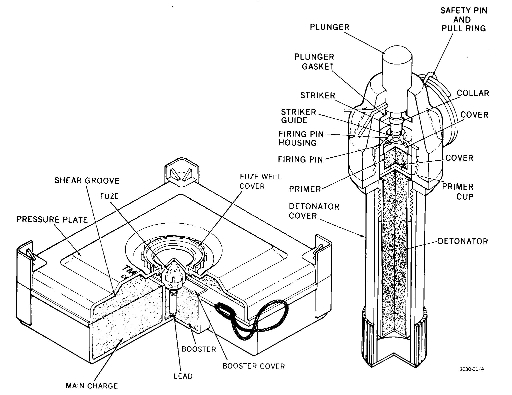 SAFETY PIN
AND
PULL RING
PLUNGER
PLUNGER
GASKET
STRIKER
STRIKER
GUIDE
FIRING PIN
HOUSING
FIRING PIN
PRIMER
DETONATOR
COVER
COLLAR
COVER
COVER
PRIMER
CUP
DETONATOR
SHEAR GROOVE
FUZE
FUZE WELL
COVER
PRESSURE PLATE
BOOSTER
BOOSTER COVER
LEAD
MAIN CHARGE